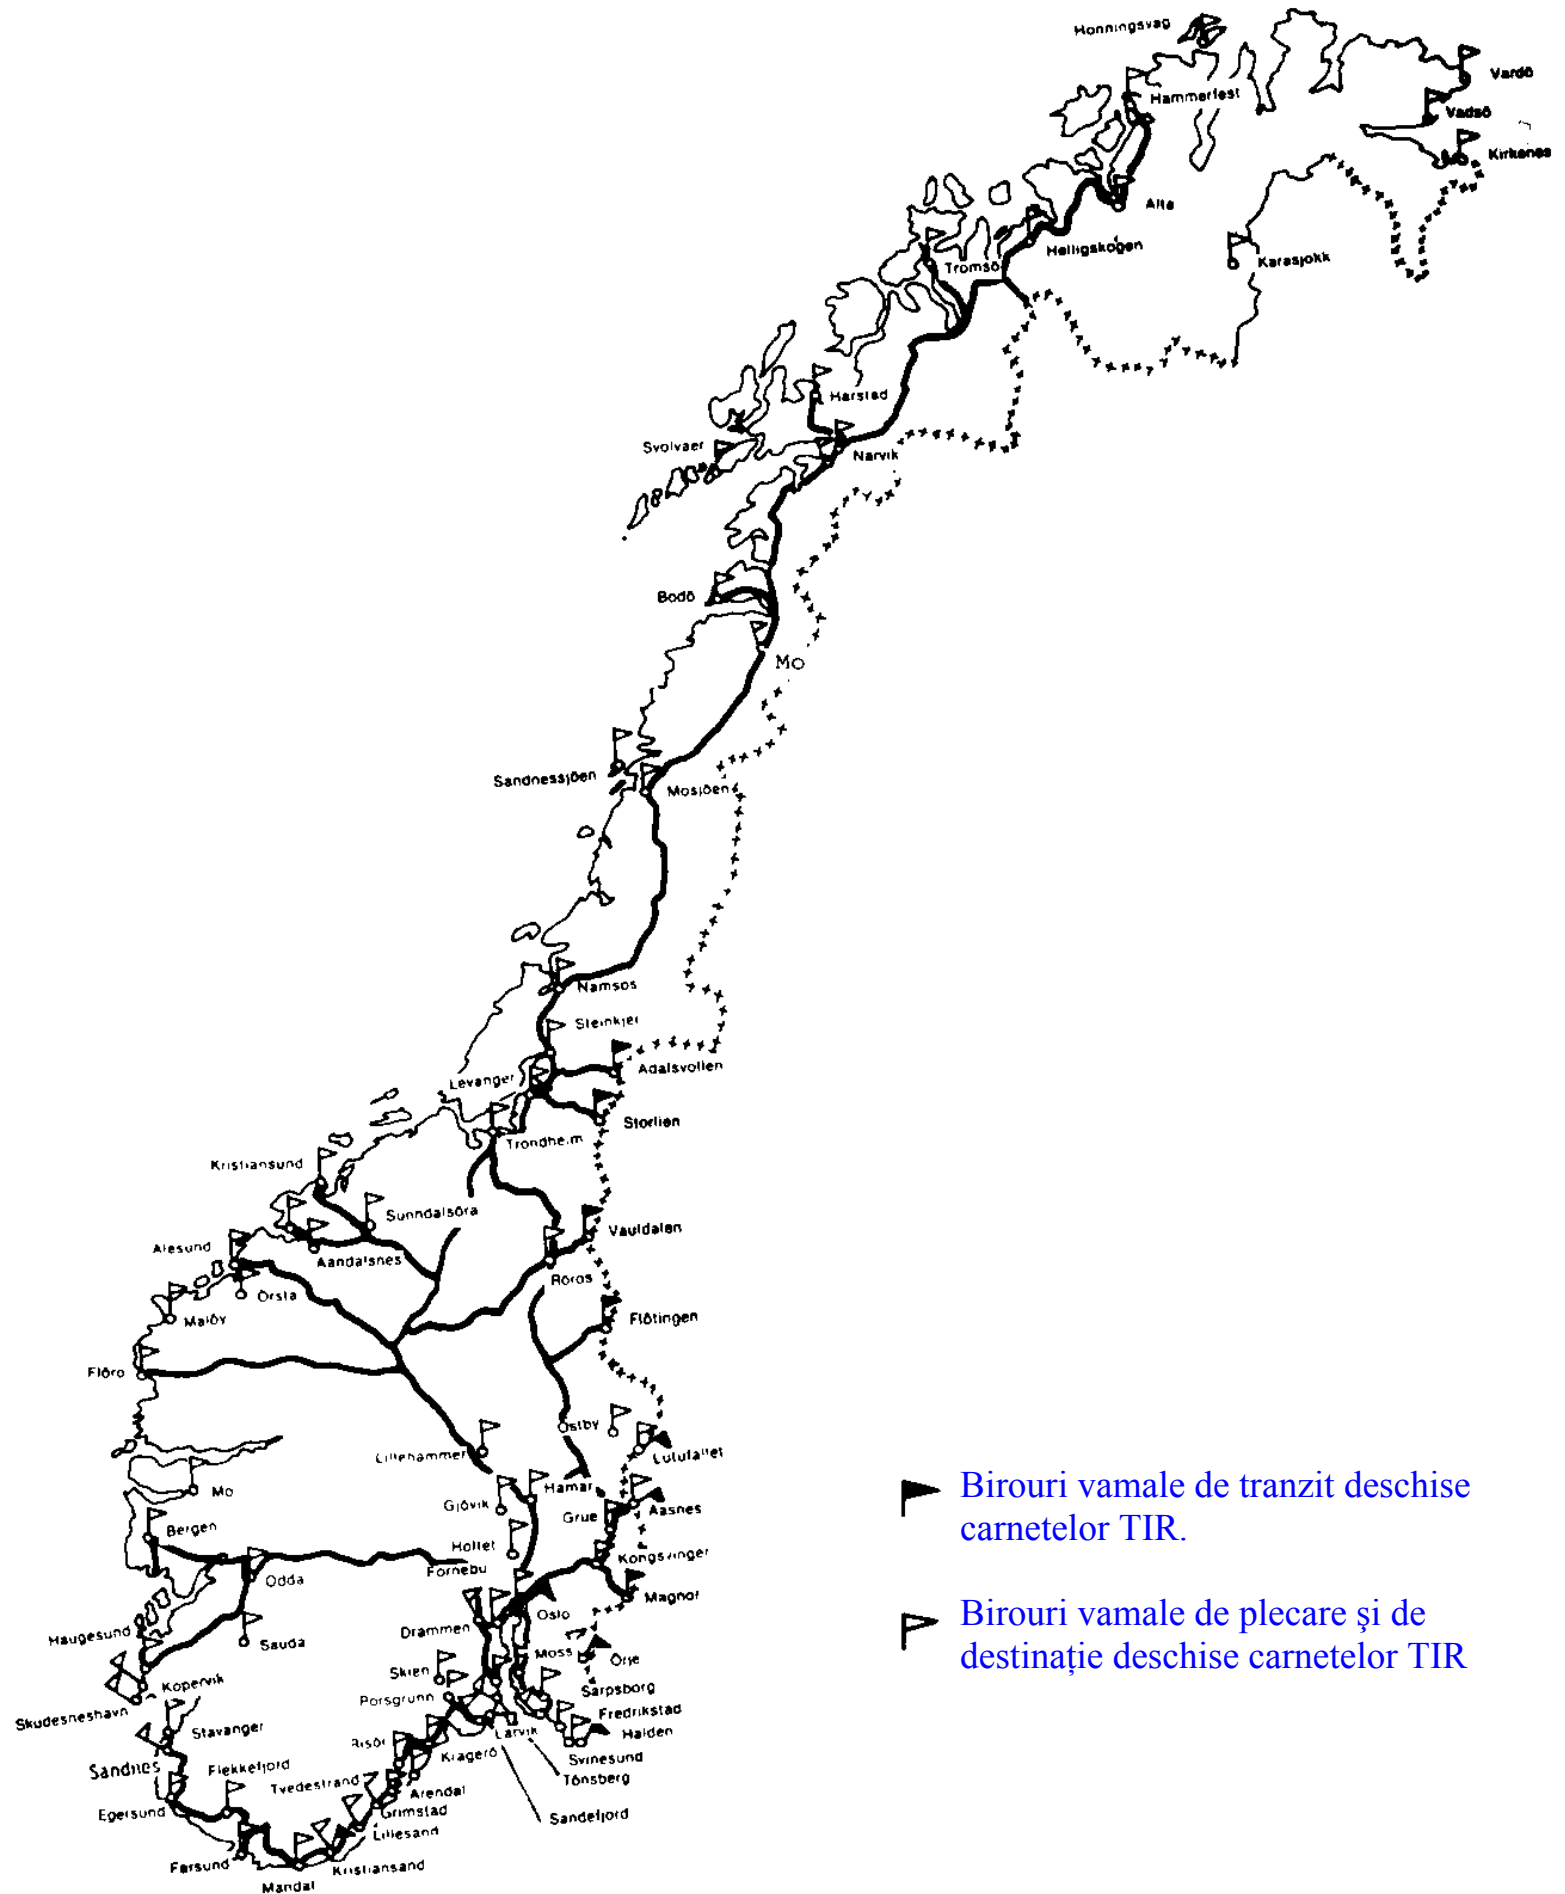 Honningsvag
Vardö
Hammerfest
Vadsö
Kirkenes
Alta
Helligskogen
Karasjokk
Tromsö
Harstad
Svolvaer
Narvik
Bodö
Mo
Sandnessjöen
Mosjöen
Namsos
Steinkjer
Adalsvollen
Levanger
Storlien
Trondheim
Kristiansund
Sunndalsöra
Vauldalen
Alesund
Aandalsnes
Röros
Örsta
Malöy
Flötingen
Flöro
Östby
Lillehammer
Lutufallet
Mo
Gjövik
Hamar
Grue
Aasnes
Bergen
Holtet
Kongsvinger
Fornebu
Odda
Magnor
Oslo
Haugesund
Sauda
Drammen
Moss
Örje
Skien
Kopervik
Porsgrunn
Sarpsborg
Skudesneshavn
Fredrikstad
Stavanger
Larvik
Halden
Risör
Kragerö
Svinesund
Sandnes
Flekkefjord
Tvedestrand
Tönsberg
Arendal
Egersund
Grimstad
Sandefjord
Lillesand
Farsund
Kristiansand
Mandal
Birouri vamale de tranzit deschise
carnetelor TIR.
Birouri vamale de plecare şi de
destinaţie deschise carnetelor TIR